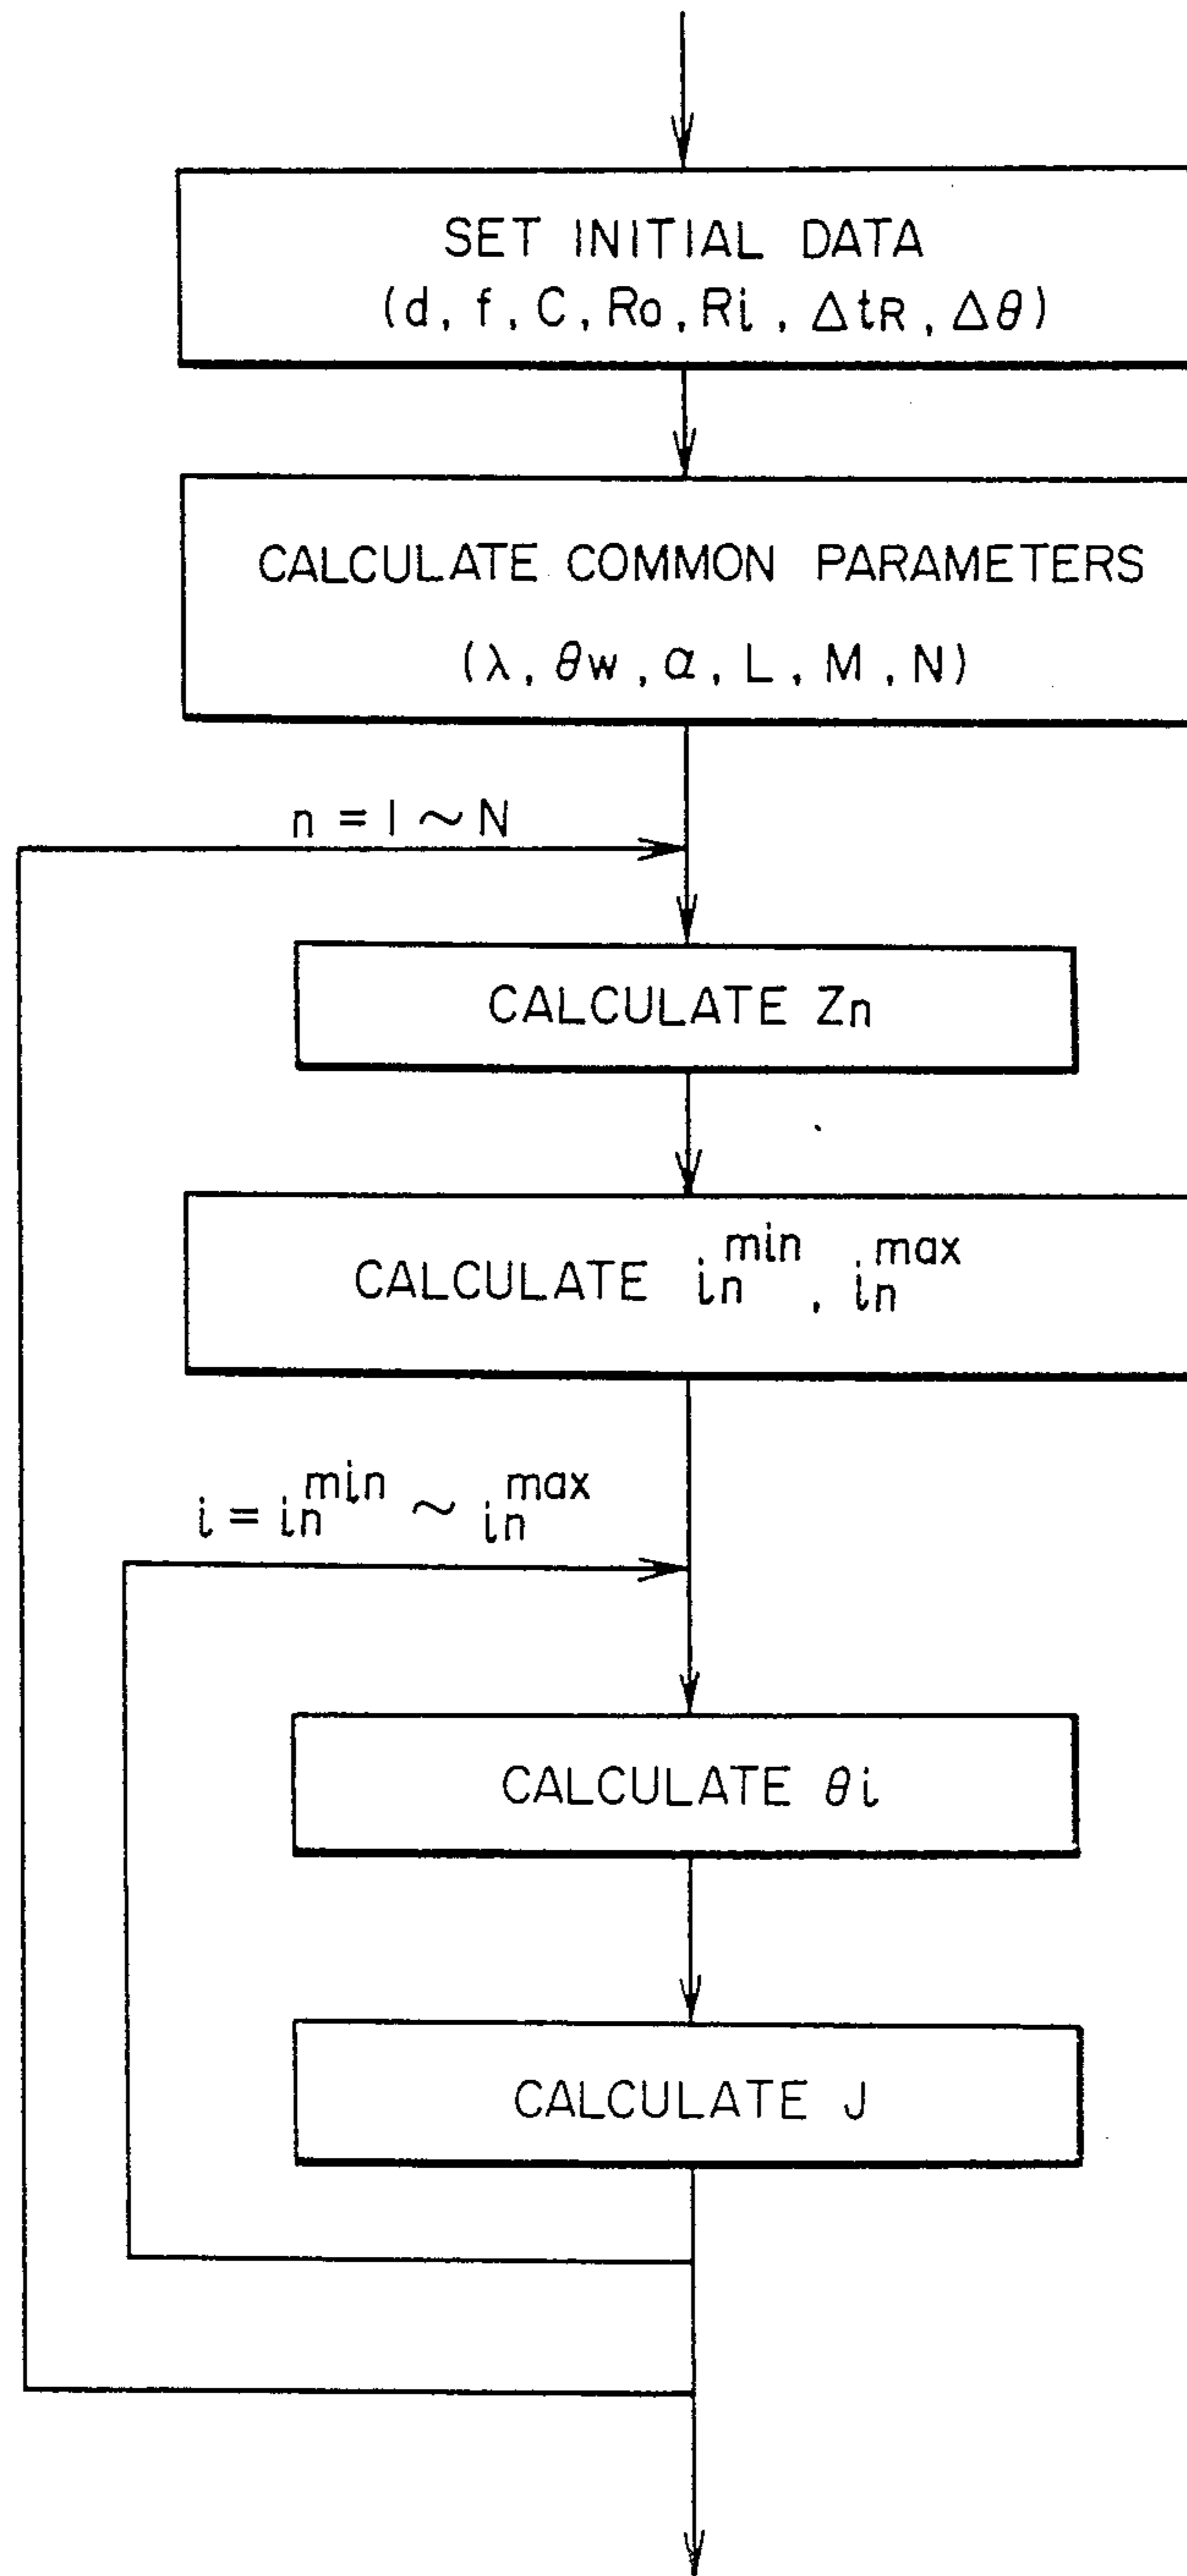 SET INITIAL DATA
(d, f, C, Ro, Ri, ΔtR, Δθ)
CALCULATE COMMON PARAMETERS
(λ, θw, α, L, M, N)
n = 1 ~ N
CALCULATE Zn
CALCULATE in^min, in^max
i = in^min ~ in^max
CALCULATE θi
CALCULATE J